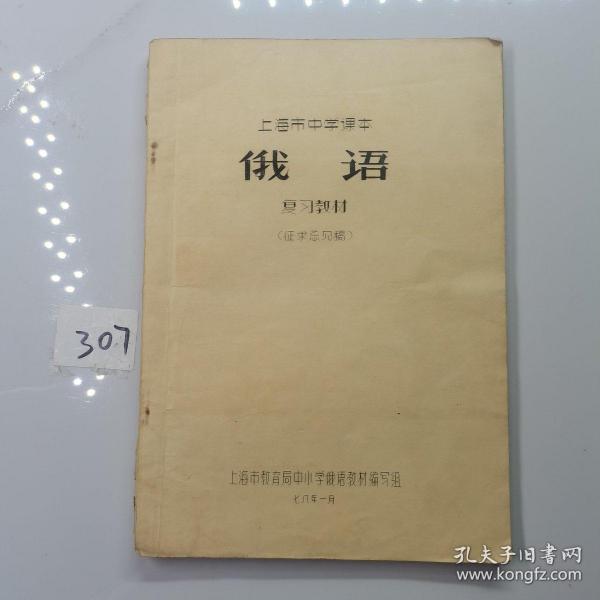 上海市中学课本
俄语
复习教材
（征求意见稿）
307
上海市教育局中小学俄语教材编写组
七八年一月
孔夫子旧书网
www.kongfz.com